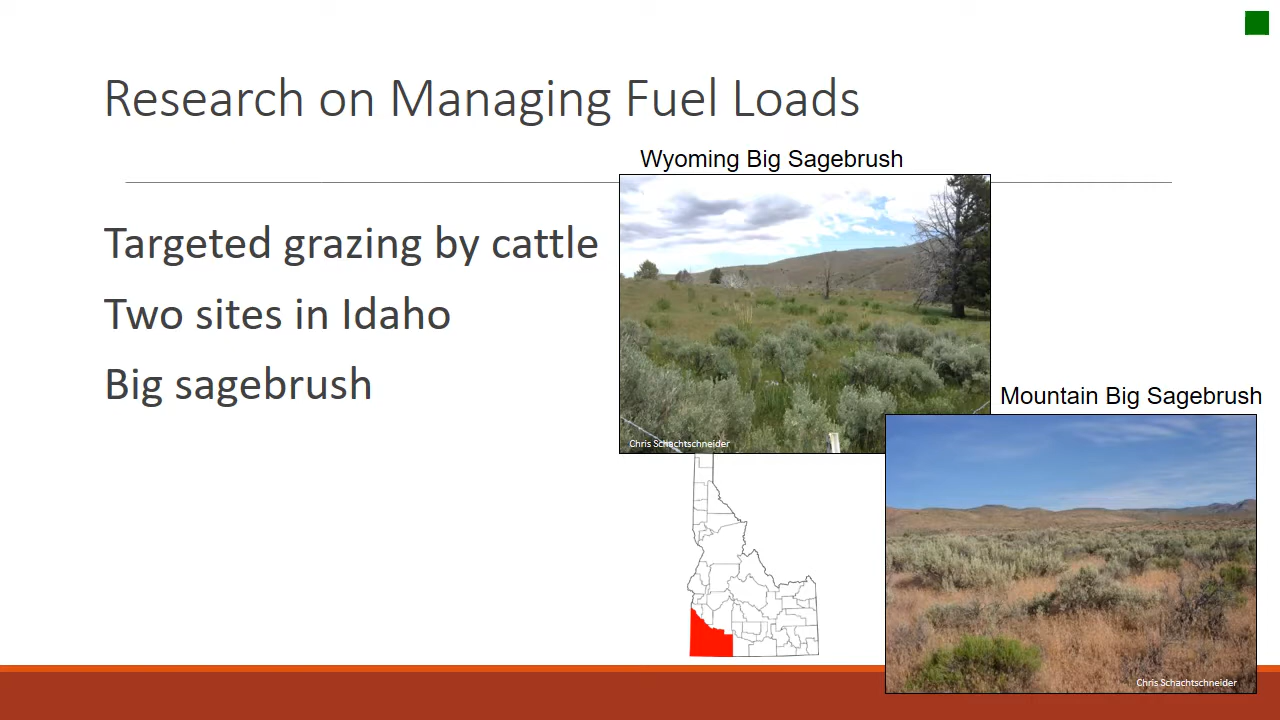 Research on Managing Fuel Loads
Wyoming Big Sagebrush
Targeted grazing by cattle
Two sites in Idaho
Big sagebrush
Chris Schachtschneider
Mountain Big Sagebrush
Chris Schachtschneider